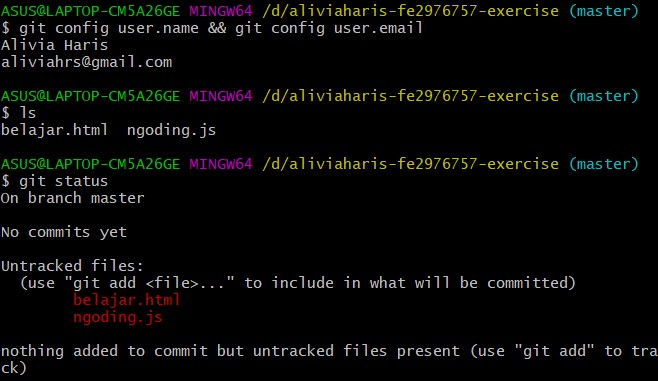 ASUS@LAPTOP-CM5A26GE MINGW64 /d/aliviaharis-fe2976757-exercise (master)
$ git config user.name && git config user.email
Alivia Haris
aliviahrs@gmail.com
ASUS@LAPTOP-CM5A26GE MINGW64 /d/aliviaharis-fe2976757-exercise (master)
$ ls
belajar.html  ngoding.js
ASUS@LAPTOP-CM5A26GE MINGW64 /d/aliviaharis-fe2976757-exercise (master)
$ git status
On branch master
No commits yet
Untracked files:
  (use "git add <file>..." to include in what will be committed)
        belajar.html
        ngoding.js
nothing added to commit but untracked files present (use "git add" to tra
ck)